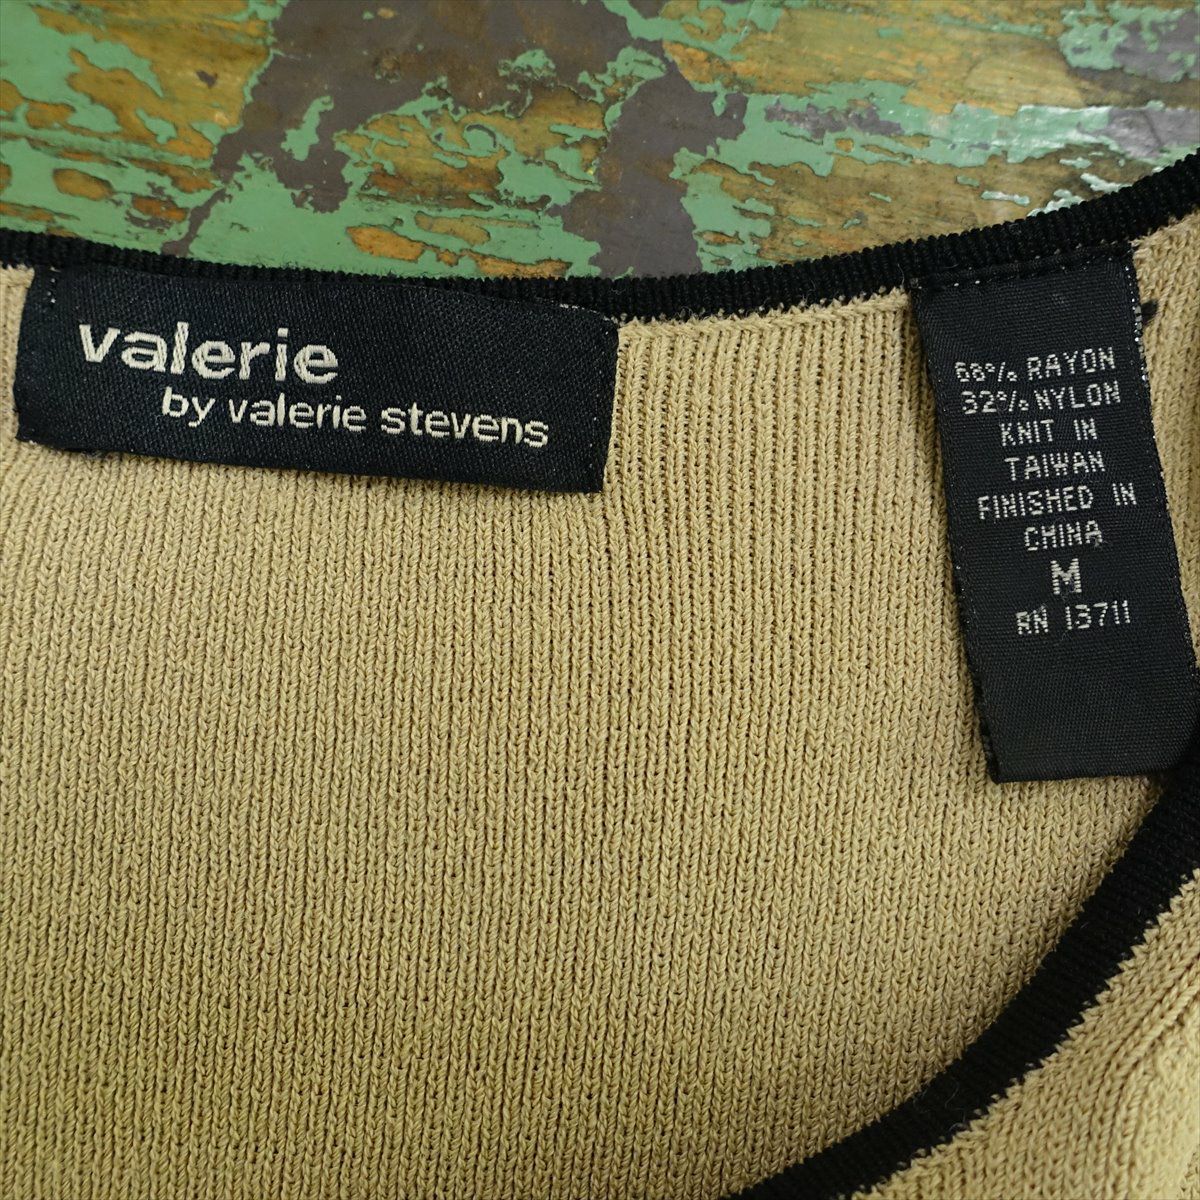 valerie
by valerie stevens
68% RAYON
32% NYLON
KNIT IN
TAIWAN
FINISHED IN
CHINA
M
RN 13711